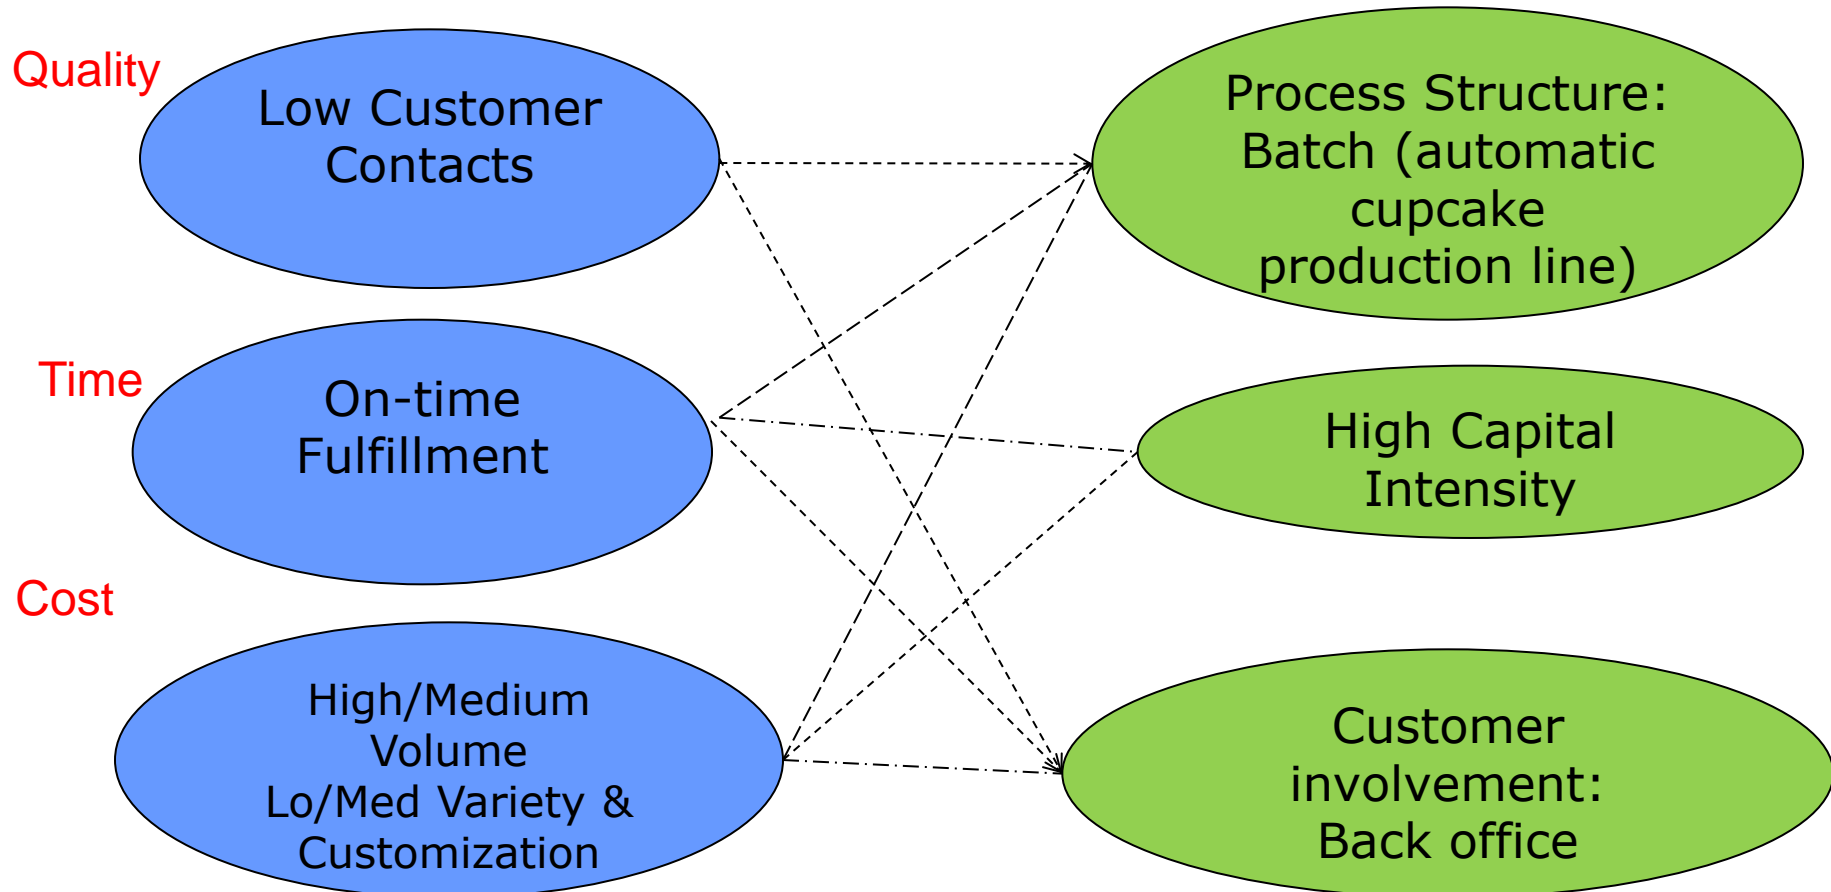 Quality
Low Customer
Contacts
Process Structure:
Batch (automatic
cupcake
production line)
Time
On-time
Fulfillment
High Capital
Intensity
Cost
High/Medium
Volume
Lo/Med Variety &
Customization
Customer
involvement:
Back office